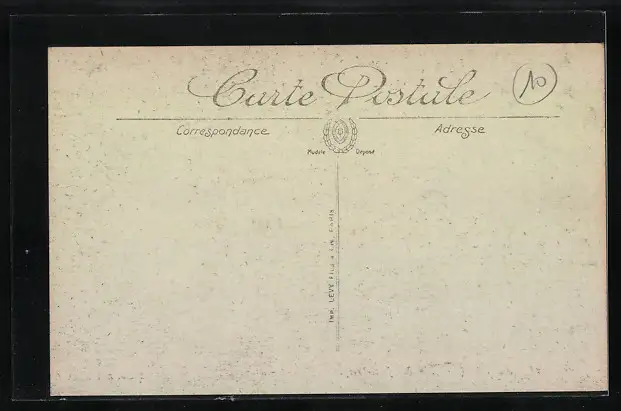 Carte Postale
10
Correspondance
Adresse
Modèle Déposé
IMP. LEVY FILS & Cie, PARIS